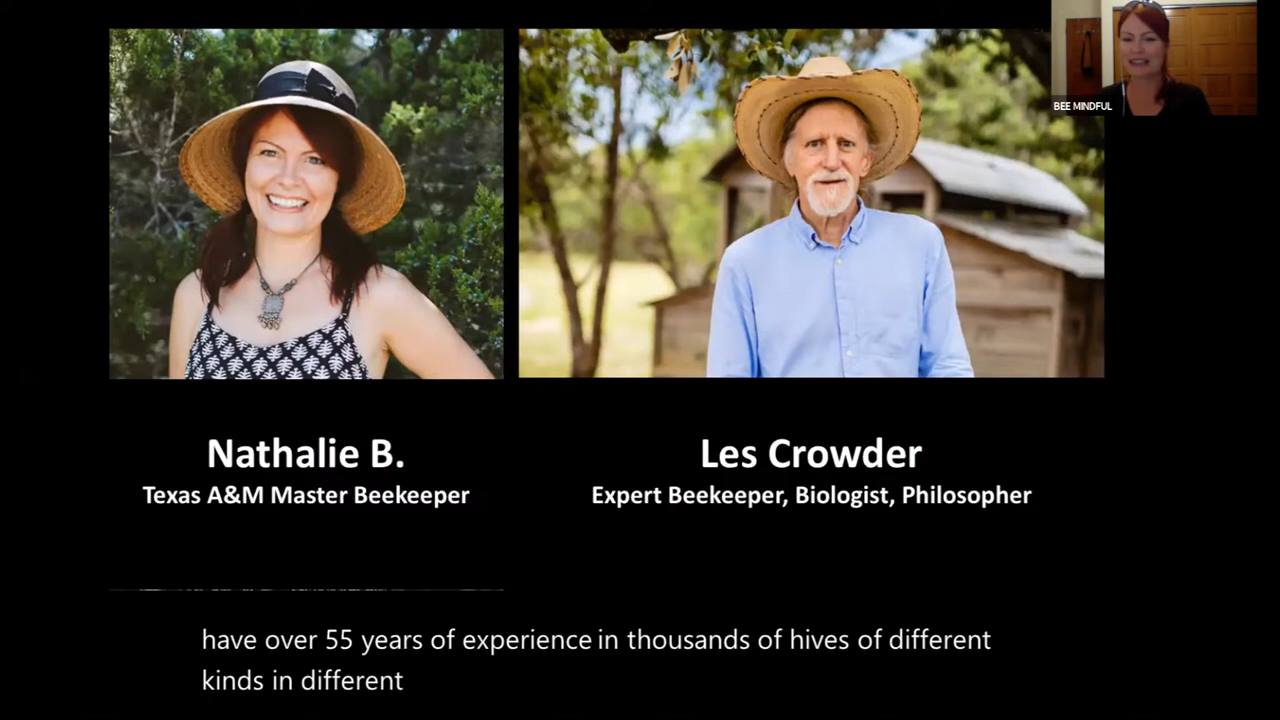 BEE MINDFUL
Nathalie B.
Texas A&M Master Beekeeper
Les Crowder
Expert Beekeeper, Biologist, Philosopher
have over 55 years of experience in thousands of hives of different
kinds in different